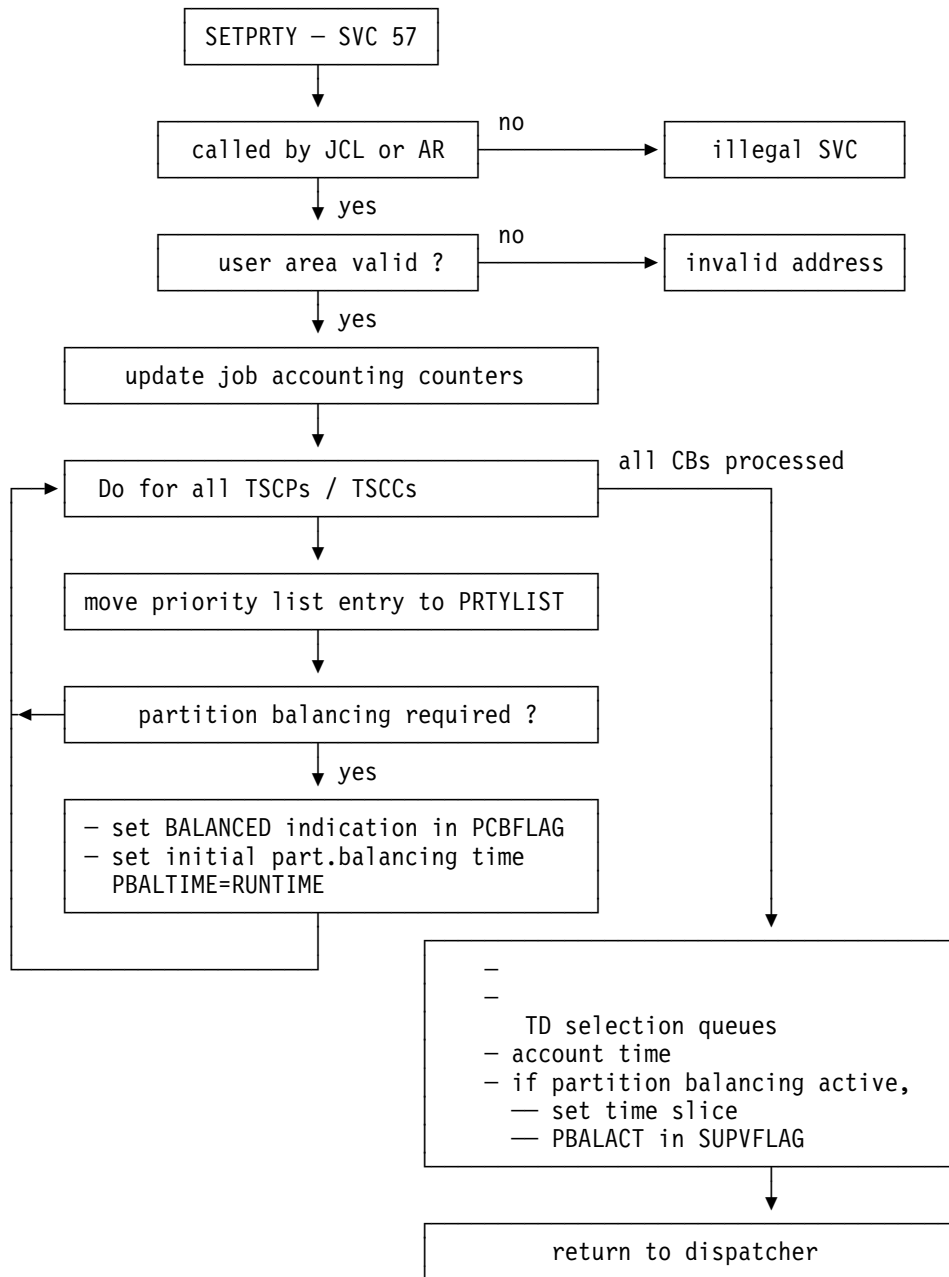 SETPRTY — SVC 57
no
called by JCL or AR
illegal SVC
yes
no
user area valid ?
invalid address
yes
update job accounting counters
all CBs processed
Do for all TSCPs / TSCCs
move priority list entry to PRTYLIST
partition balancing required ?
yes
— set BALANCED indication in PCBFLAG
— set initial part.balancing time
PBALTIME=RUNTIME
—
—
TD selection queues
— account time
— if partition balancing active,
—— set time slice
—— PBALACT in SUPVFLAG
return to dispatcher